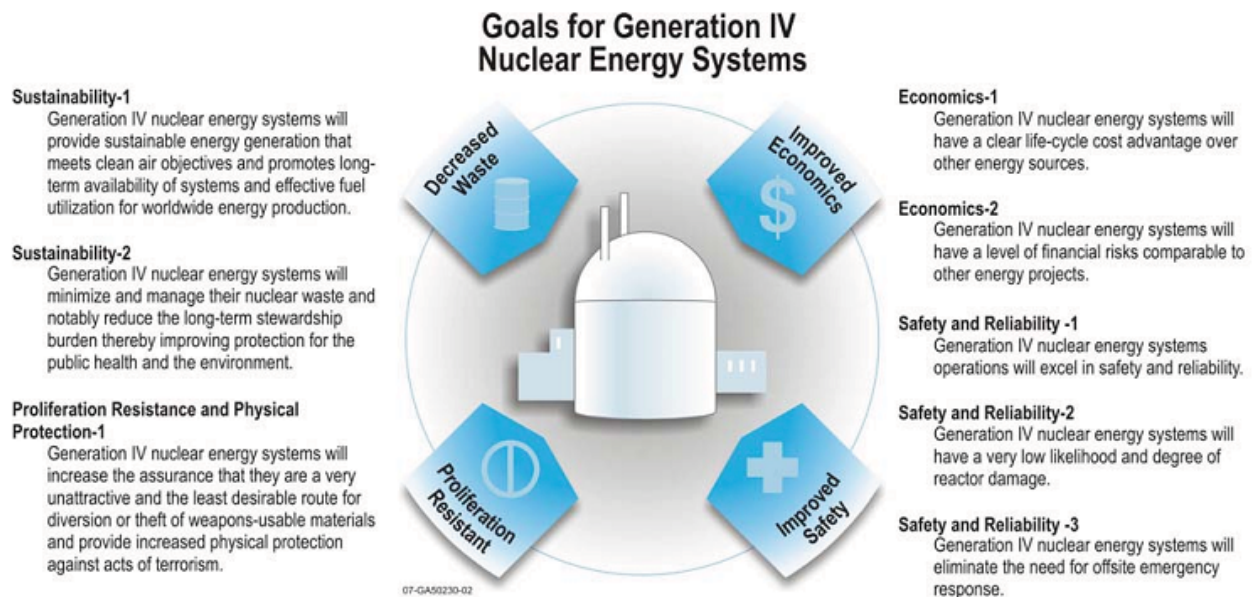 Goals for Generation IV
Nuclear Energy Systems
Sustainability-1
Generation IV nuclear energy systems will
provide sustainable energy generation that
meets clean air objectives and promotes long-
term availability of systems and effective fuel
utilization for worldwide energy production.
Sustainability-2
Generation IV nuclear energy systems will
minimize and manage their nuclear waste and
notably reduce the long-term stewardship
burden thereby improving protection for the
public health and the environment.
Proliferation Resistance and Physical
Protection-1
Generation IV nuclear energy systems will
increase the assurance that they are a very
unattractive and the least desirable route for
diversion or theft of weapons-usable materials
and provide increased physical protection
against acts of terrorism.
Decreased
Waste
Improved
Economics
$
Proliferation
Resistant
Improved
Safety
07-GA50230-02
Economics-1
Generation IV nuclear energy systems will
have a clear life-cycle cost advantage over
other energy sources.
Economics-2
Generation IV nuclear energy systems will
have a level of financial risks comparable to
other energy projects.
Safety and Reliability -1
Generation IV nuclear energy systems
operations will excel in safety and reliability.
Safety and Reliability-2
Generation IV nuclear energy systems will
have a very low likelihood and degree of
reactor damage.
Safety and Reliability -3
Generation IV nuclear energy systems will
eliminate the need for offsite emergency
response.